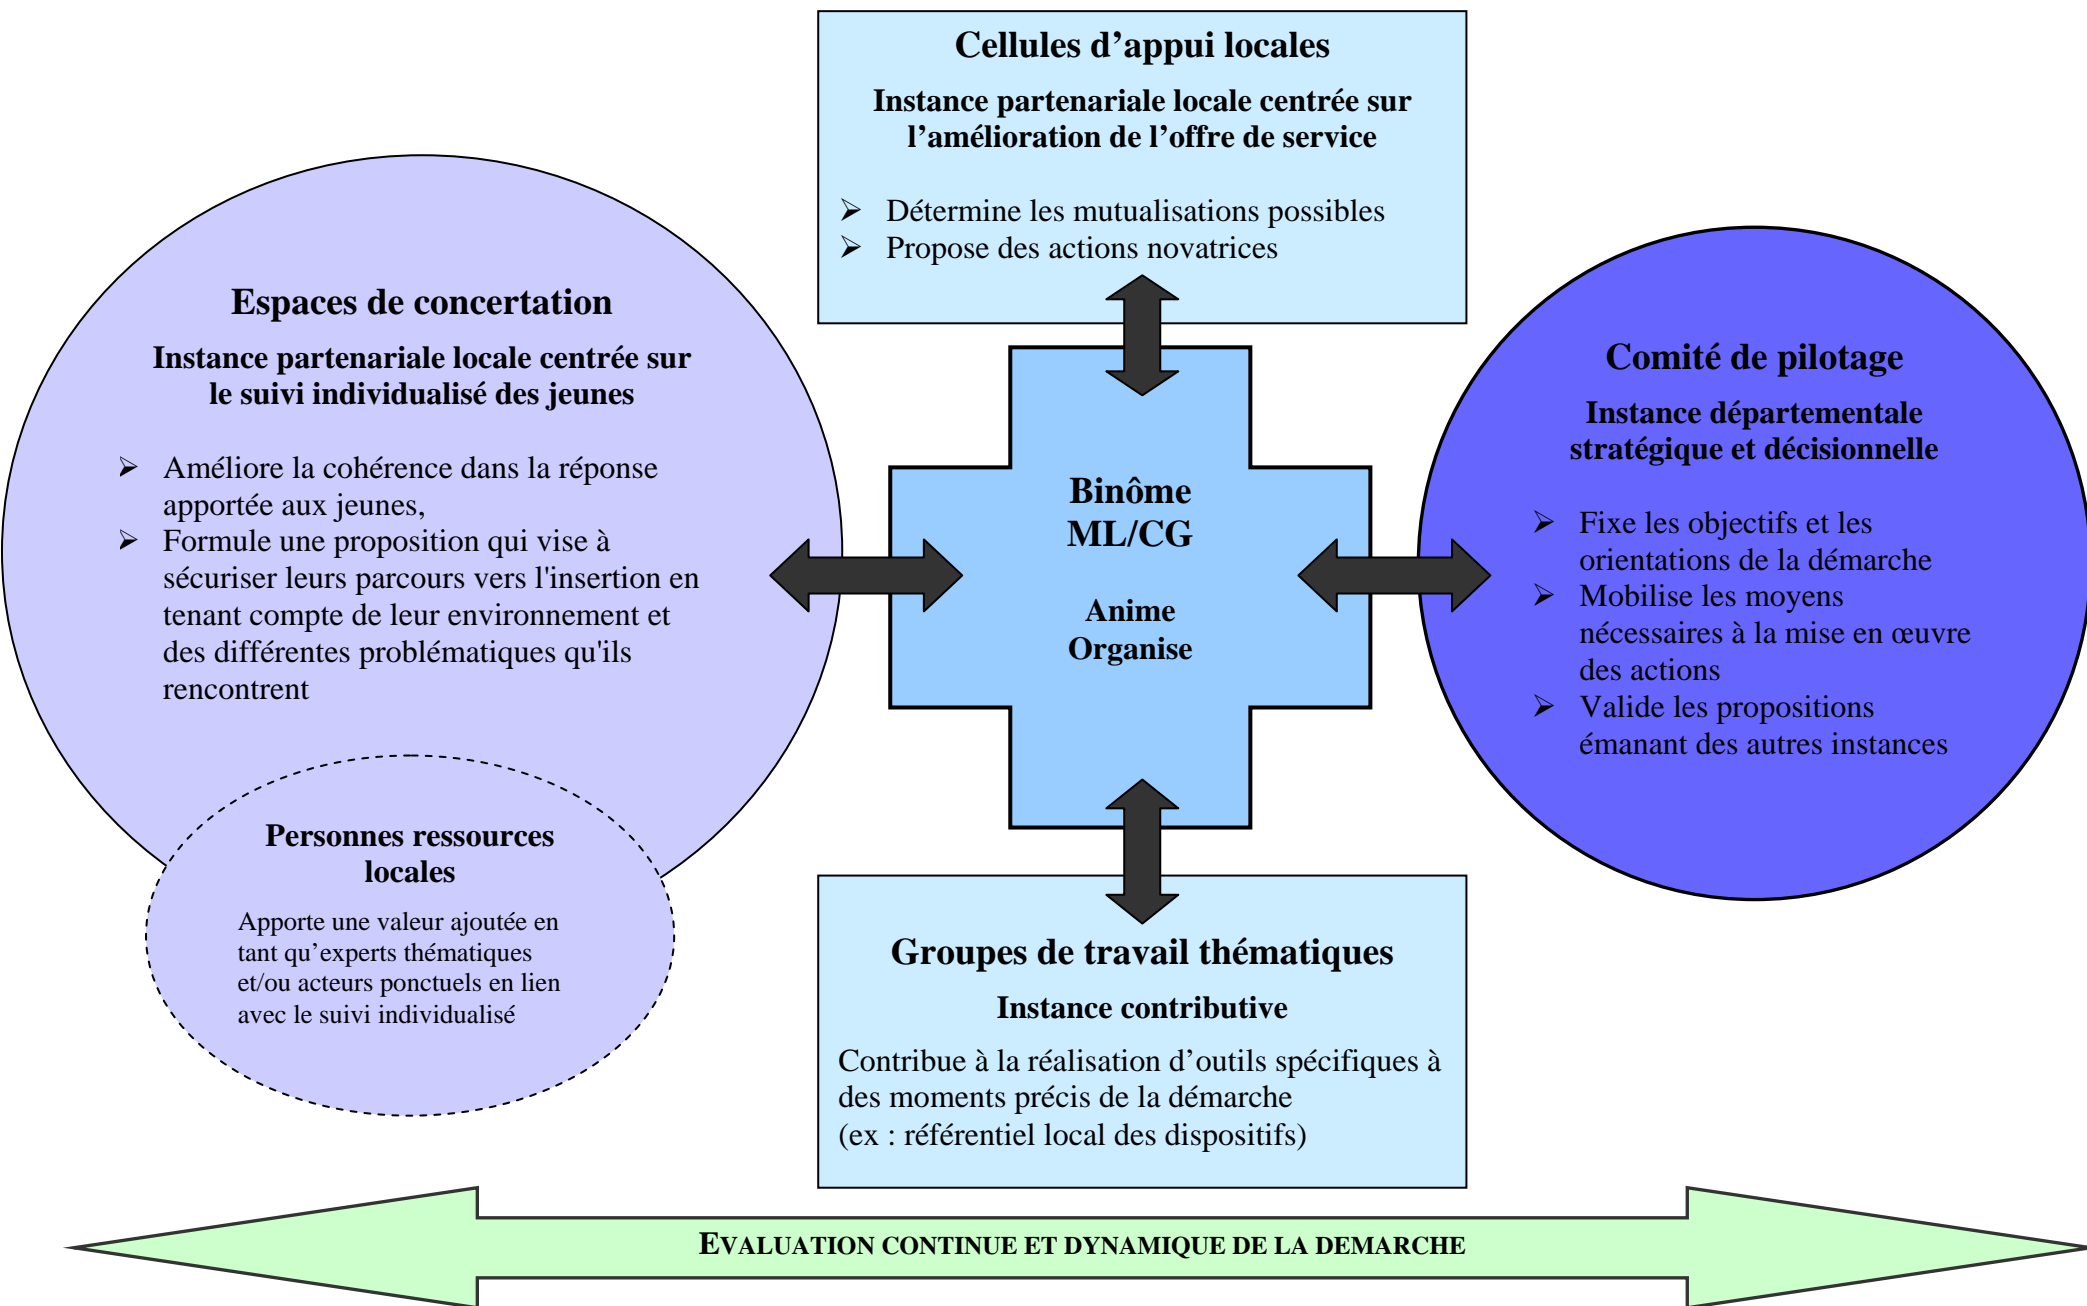 Cellules d’appui locales
Instance partenariale locale centrée sur
l’amélioration de l’offre de service
➢ Détermine les mutualisations possibles
➢ Propose des actions novatrices
Espaces de concertation
Instance partenariale locale centrée sur
le suivi individualisé des jeunes
➢ Améliore la cohérence dans la réponse
apportée aux jeunes,
➢ Formule une proposition qui vise à
sécuriser leurs parcours vers l'insertion en
tenant compte de leur environnement et
des différentes problématiques qu'ils
rencontrent
Personnes ressources
locales
Apporte une valeur ajoutée en
tant qu’experts thématiques
et/ou acteurs ponctuels en lien
avec le suivi individualisé
Binôme
ML/CG
Anime
Organise
Comité de pilotage
Instance départementale
stratégique et décisionnelle
➢ Fixe les objectifs et les
orientations de la démarche
➢ Mobilise les moyens
nécessaires à la mise en œuvre
des actions
➢ Valide les propositions
émanant des autres instances
Groupes de travail thématiques
Instance contributive
Contribue à la réalisation d’outils spécifiques à
des moments précis de la démarche
(ex : référentiel local des dispositifs)
EVALUATION CONTINUE ET DYNAMIQUE DE LA DEMARCHE